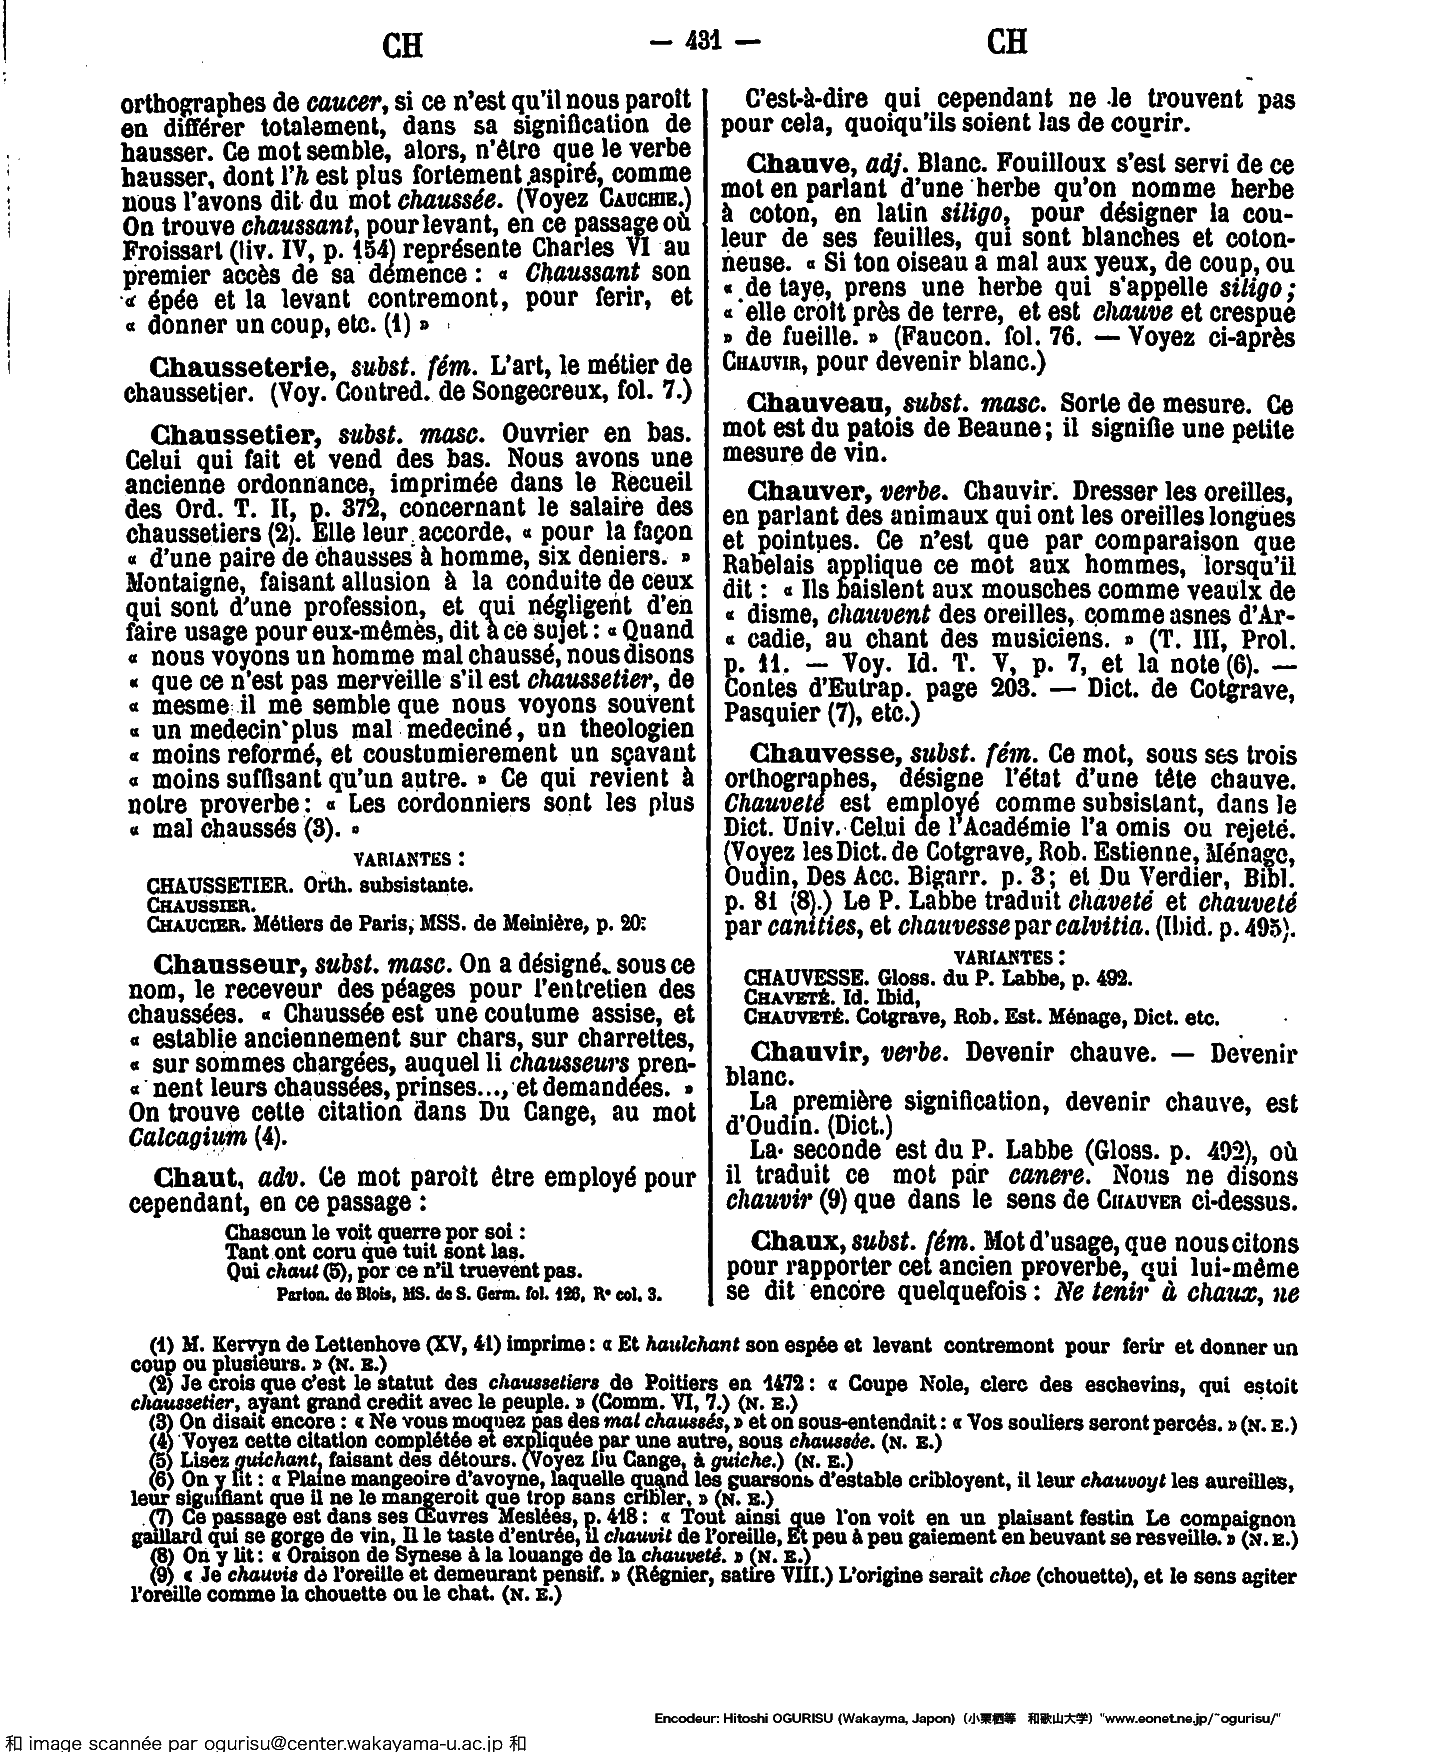 CH
— 431 —
CH
orthographes de caucer, si ce n'est qu'il nous paroît
en différer totalement, dans sa signification de
hausser. Ce mot semble, alors, n'être que le verbe
hausser, dont l'h est plus fortement aspiré, comme
nous l'avons dit du mot chaussée. (Voyez CAUCHIE.)
On trouve chaussant, pour levant, en ce passage où
Froissart (liv. IV, p. 154) représente Charles VI au
premier accès de sa démence : « Chaussant son
« épée et la levant contremont, pour ferir, et
« donner un coup, etc. (1) »
Chausseterie, subst. fém. L'art, le métier de
chaussetier. (Voy. Contred. de Songecreux, fol. 7.)
Chaussetier, subst. masc. Ouvrier en bas.
Celui qui fait et vend des bas. Nous avons une
ancienne ordonnance, imprimée dans le Recueil
des Ord. T. II, p. 372, concernant le salaire des
chaussetiers (2). Elle leur accorde, « pour la façon
« d'une paire de chausses à homme, six deniers. »
Montaigne, faisant allusion à la conduite de ceux
qui sont d'une profession, et qui négligent d'en
faire usage pour eux-mêmes, dit à ce sujet : « Quand
« nous voyons un homme mal chaussé, nous disons
« que ce n'est pas merveille s'il est chaussetier, de
« mesme il me semble que nous voyons souvent
« un medecin plus mal medeciné, un theologien
« moins reformé, et coustumierement un sçavant
« moins suffisant qu'un autre. » Ce qui revient à
notre proverbe : « Les cordonniers sont les plus
« mal chaussés (3). »
VARIANTES :
CHAUSSETIER. Orth. subsistante.
CHAUSSIER.
CHAUCIER. Métiers de Paris, MSS. de Meinière, p. 20.
Chausseur, subst. masc. On a désigné, sous ce
nom, le receveur des péages pour l'entretien des
chaussées. « Chaussée est une coutume assise, et
« establie anciennement sur chars, sur charrettes,
« sur sommes chargées, auquel li chausseurs pren-
« nent leurs chaussées, prinses..., et demandées. »
On trouve cette citation dans Du Cange, au mot
Calcagium (4).
Chaut, adv. Ce mot paroît être employé pour
cependant, en ce passage :
Chascun le voit querre por soi :
Tant ont coru que tuit sont las.
Qui chaut (5), por ce n'il truevent pas.
Parton. de Blois, MS. de S. Germ. fol. 126, R° col. 3.
C'est-à-dire qui cependant ne le trouvent pas
pour cela, quoiqu'ils soient las de courir.
Chauve, adj. Blanc. Fouilloux s'est servi de ce
mot en parlant d'une herbe qu'on nomme herbe
à coton, en latin siligo, pour désigner la cou-
leur de ses feuilles, qui sont blanches et coton-
neuse. « Si ton oiseau a mal aux yeux, de coup, ou
« de taye, prens une herbe qui s'appelle siligo ;
« elle croît près de terre, et est chauve et crespue
» de fueille. » (Faucon. fol. 76. — Voyez ci-après
CHAUVIR, pour devenir blanc.)
Chauveau, subst. masc. Sorte de mesure. Ce
mot est du patois de Beaune ; il signifie une petite
mesure de vin.
Chauver, verbe. Chauvir. Dresser les oreilles,
en parlant des animaux qui ont les oreilles longues
et pointues. Ce n'est que par comparaison que
Rabelais applique ce mot aux hommes, lorsqu'il
dit : « Ils baislent aux mousches comme veaulx de
« disme, chauvent des oreilles, comme asnes d'Ar-
« cadie, au chant des musiciens. » (T. III, Prol.
p. 11. — Voy. Id. T. V, p. 7, et la note (6). —
Contes d'Eutrap. page 203. — Dict. de Cotgrave,
Pasquier (7), etc.)
Chauvesse, subst. fém. Ce mot, sous ses trois
orthographes, désigne l'état d'une tête chauve.
Chauveté est employé comme subsistant, dans le
Dict. Univ. Celui de l'Académie l'a omis ou rejeté.
(Voyez les Dict. de Cotgrave, Rob. Estienne, Ménage,
Oudin, Des Acc. Bigarr. p. 3 ; et Du Verdier, Bibl.
p. 81 (8).) Le P. Labbe traduit chaveté et chauveté
par canities, et chauvesse par calvitia. (Ibid. p. 495).
VARIANTES :
CHAUVESSE. Gloss. du P. Labbe, p. 492.
CHAVETÉ. Id. Ibid,
CHAUVETÉ. Cotgrave, Rob. Est. Ménage, Dict. etc.
Chauvir, verbe. Devenir chauve. — Devenir
blanc.
La première signification, devenir chauve, est
d'Oudin. (Dict.)
La seconde est du P. Labbe (Gloss. p. 492), où
il traduit ce mot par canere. Nous ne disons
chauvir (9) que dans le sens de CHAUVER ci-dessus.
Chaux, subst. fém. Mot d'usage, que nous citons
pour rapporter cet ancien proverbe, qui lui-même
se dit encore quelquefois : Ne tenir à chaux, ne
(1) M. Kervyn de Lettenhove (XV, 41) imprime : « Et haulchant son espée et levant contremont pour ferir et donner un
coup ou plusieurs. » (N. E.)
(2) Je crois que c'est le statut des chaussetiers de Poitiers en 1472 : « Coupe Nole, clerc des eschevins, qui estoit
chaussetier, ayant grand credit avec le peuple. » (Comm. VI, 7.) (N. E.)
(3) On disait encore : « Ne vous moquez pas des mal chaussés, » et on sous-entendait : « Vos souliers seront percés. » (N. E.)
(4) Voyez cette citation complétée et expliquée par une autre, sous chaussée. (N. E.)
(5) Lisez guichant, faisant des détours. (Voyez Du Cange, à guiche.) (N. E.)
(6) On y lit : « Plaine mangeoire d'avoyne, laquelle quand les guarsons d'estable cribloyent, il leur chauvoyt les aureilles,
leur siguifiant que il ne le mangeroit que trop sans cribler, » (N. E.)
(7) Ce passage est dans ses Œuvres Meslées, p. 418 : « Tout ainsi que l'on voit en un plaisant festin Le compaignon
gaillard qui se gorge de vin, Il le taste d'entrée, il chauvit de l'oreille, Et peu à peu gaiement en beuvant se resveille. » (N. E.)
(8) On y lit : « Oraison de Synese à la louange de la chauveté. » (N. E.)
(9) « Je chauvis de l'oreille et demeurant pensif. » (Régnier, satire VIII.) L'origine serait choe (chouette), et le sens agiter
l'oreille comme la chouette ou le chat. (N. E.)
Encodeur: Hitoshi OGURISU (Wakayma, Japon) (小栗栖等 和歌山大学) "www.eonet.ne.jp/~ogurisu/"
和 image scannée par ogurisu@center.wakayama-u.ac.jp 和